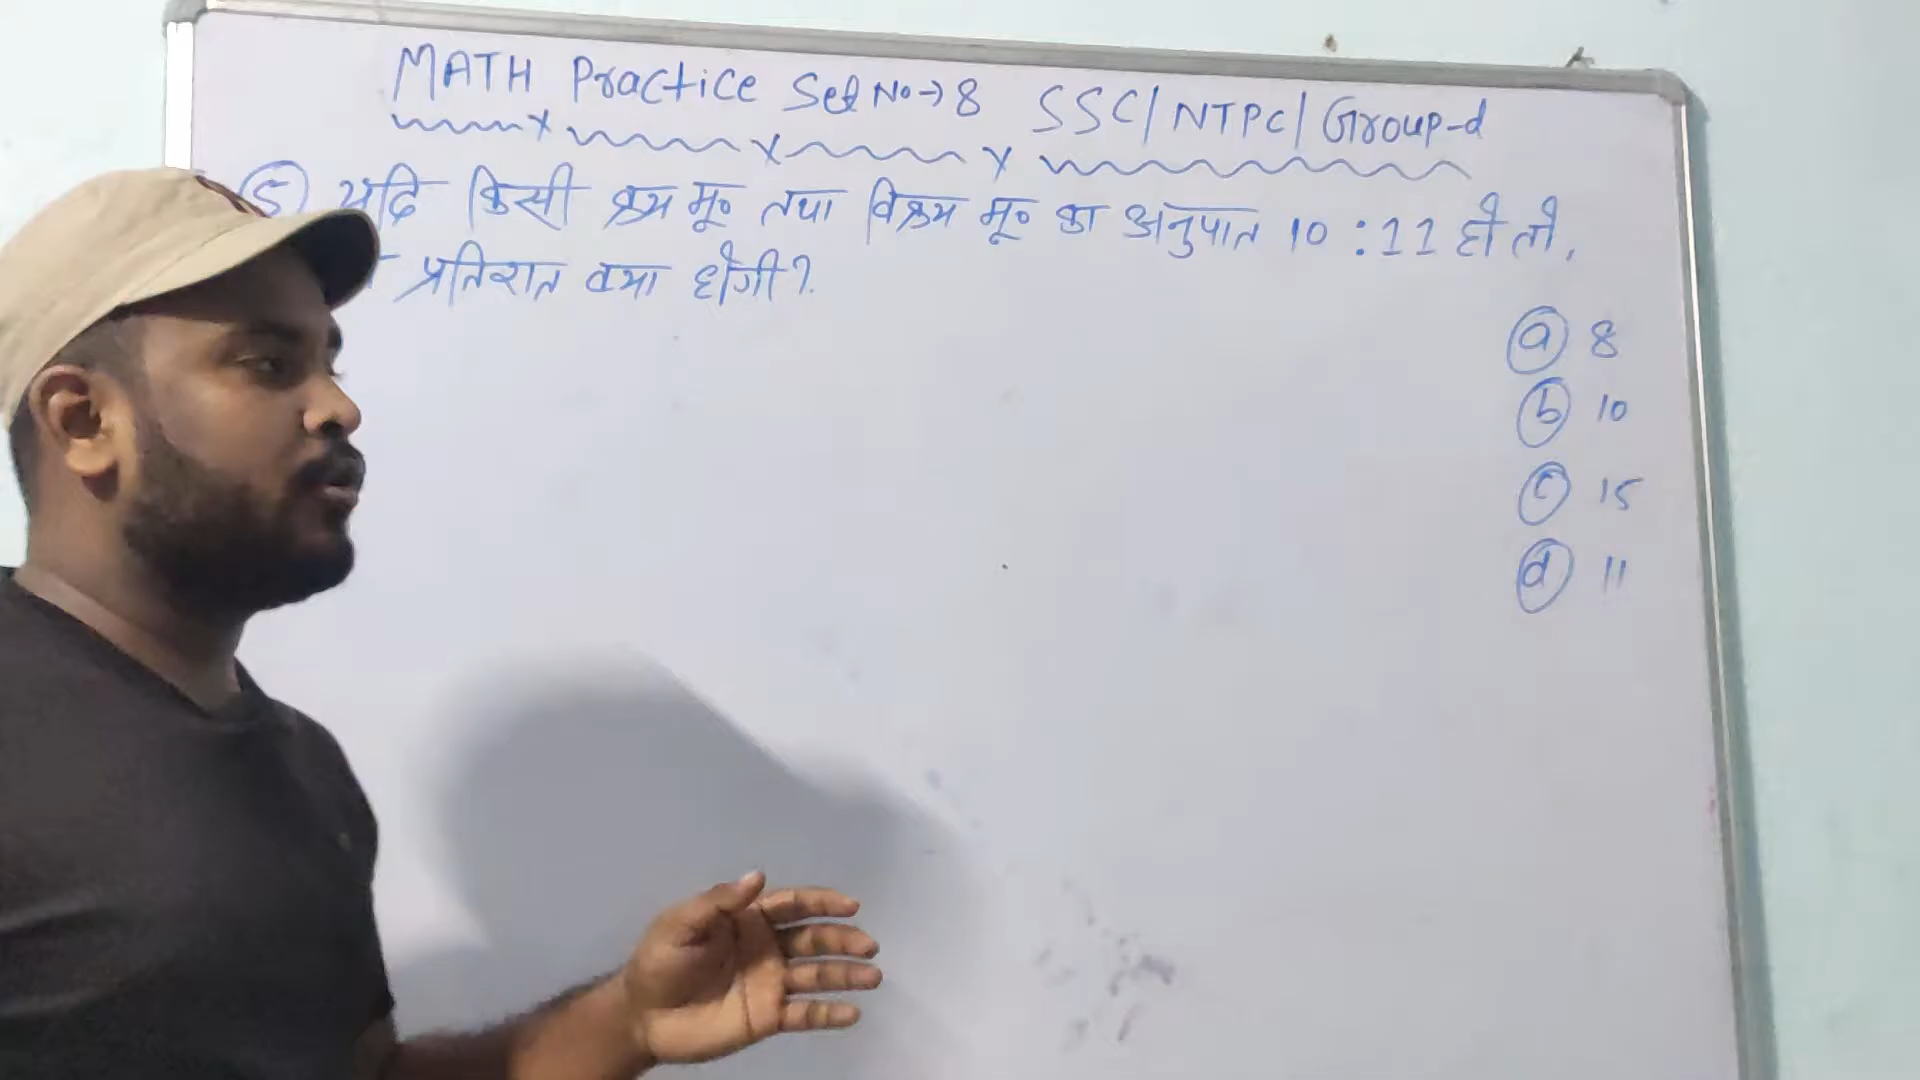 MATH Practice Set No→8 SSC/NTPC/Group-d
5) यदि किसी क्रय मू० तथा विक्रय मू० का अनुपात 10:11 हो तो,
प्रतिशत क्या होगी?
a 8
b 10
c 15
d 11